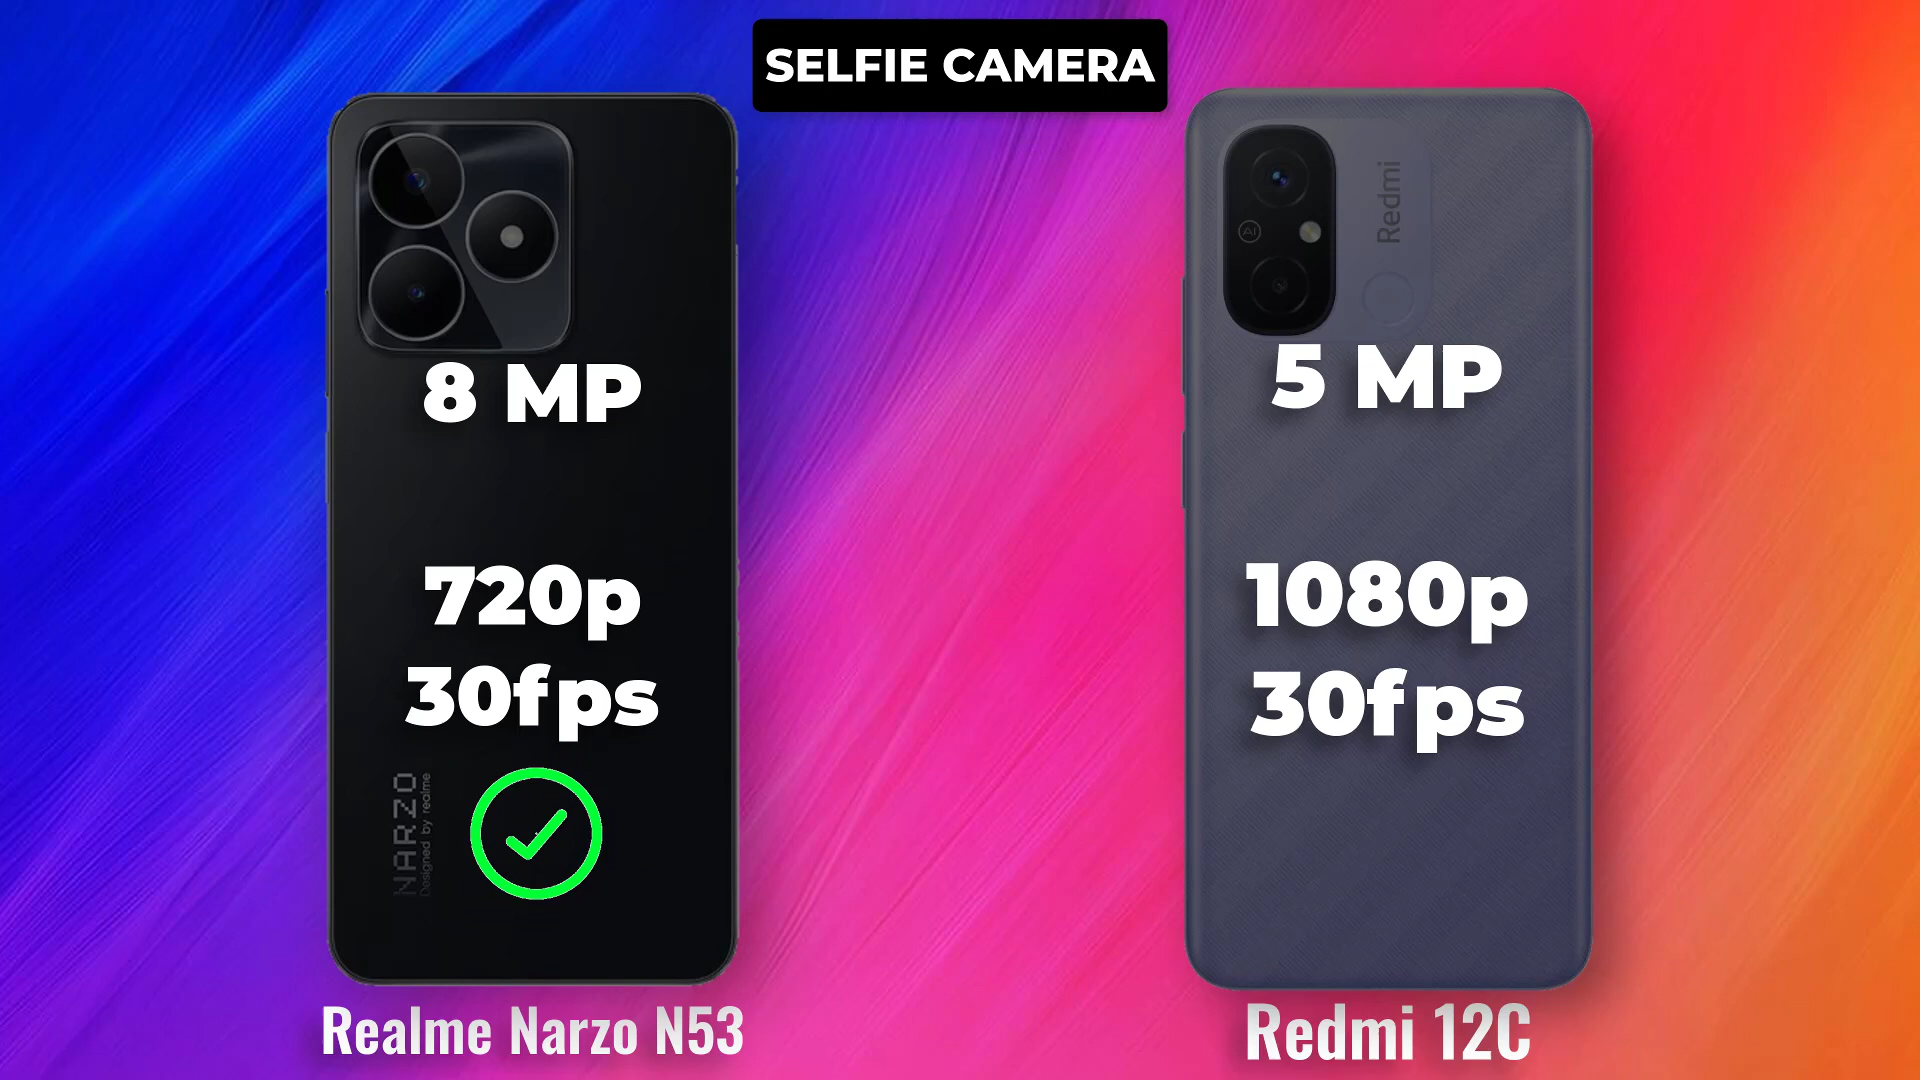 SELFIE CAMERA
8 MP
720p
30fps
NARZO
Designed by realme
Realme Narzo N53
AI
Redmi
5 MP
1080p
30fps
Redmi 12C